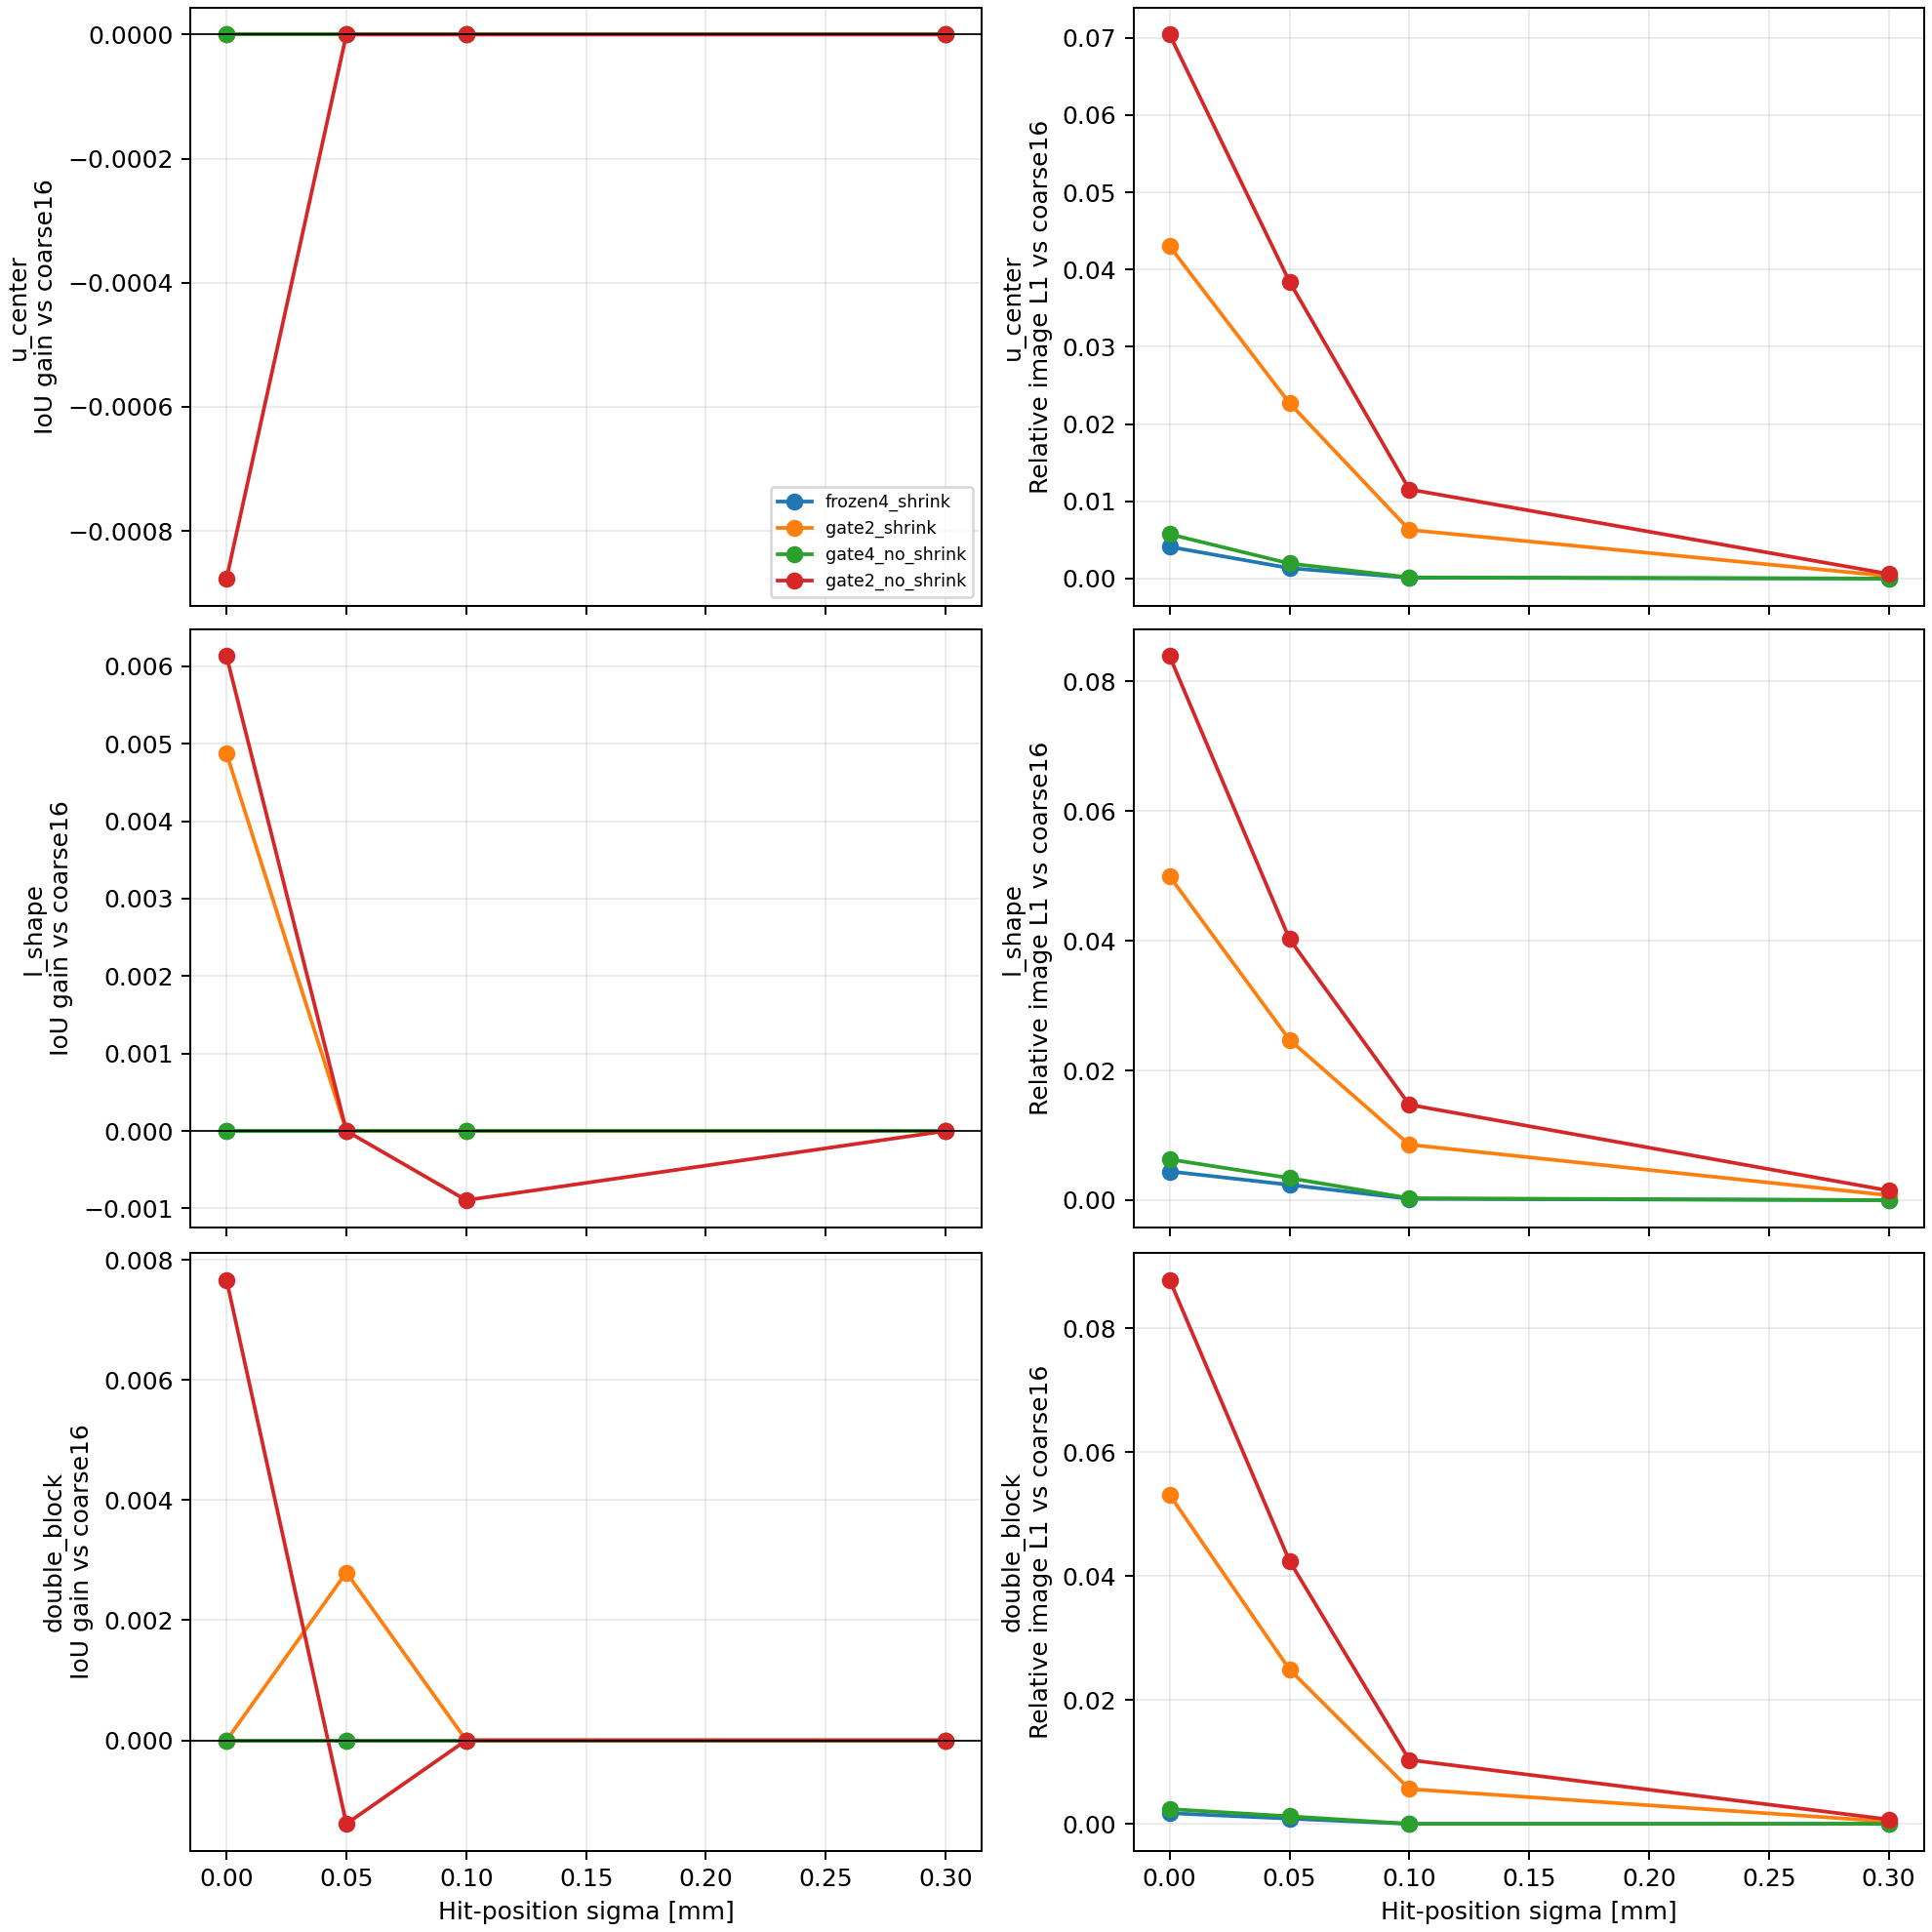 u_center
IoU gain vs coarse16
0.0000
−0.0002
−0.0004
−0.0006
−0.0008
frozen4_shrink
gate2_shrink
gate4_no_shrink
gate2_no_shrink
u_center
Relative image L1 vs coarse16
0.07
0.06
0.05
0.04
0.03
0.02
0.01
0.00
l_shape
IoU gain vs coarse16
0.006
0.005
0.004
0.003
0.002
0.001
0.000
−0.001
l_shape
Relative image L1 vs coarse16
0.08
0.06
0.04
0.02
0.00
double_block
IoU gain vs coarse16
0.008
0.006
0.004
0.002
0.000
0.00 0.05 0.10 0.15 0.20 0.25 0.30
Hit-position sigma [mm]
double_block
Relative image L1 vs coarse16
0.08
0.06
0.04
0.02
0.00
0.00 0.05 0.10 0.15 0.20 0.25 0.30
Hit-position sigma [mm]